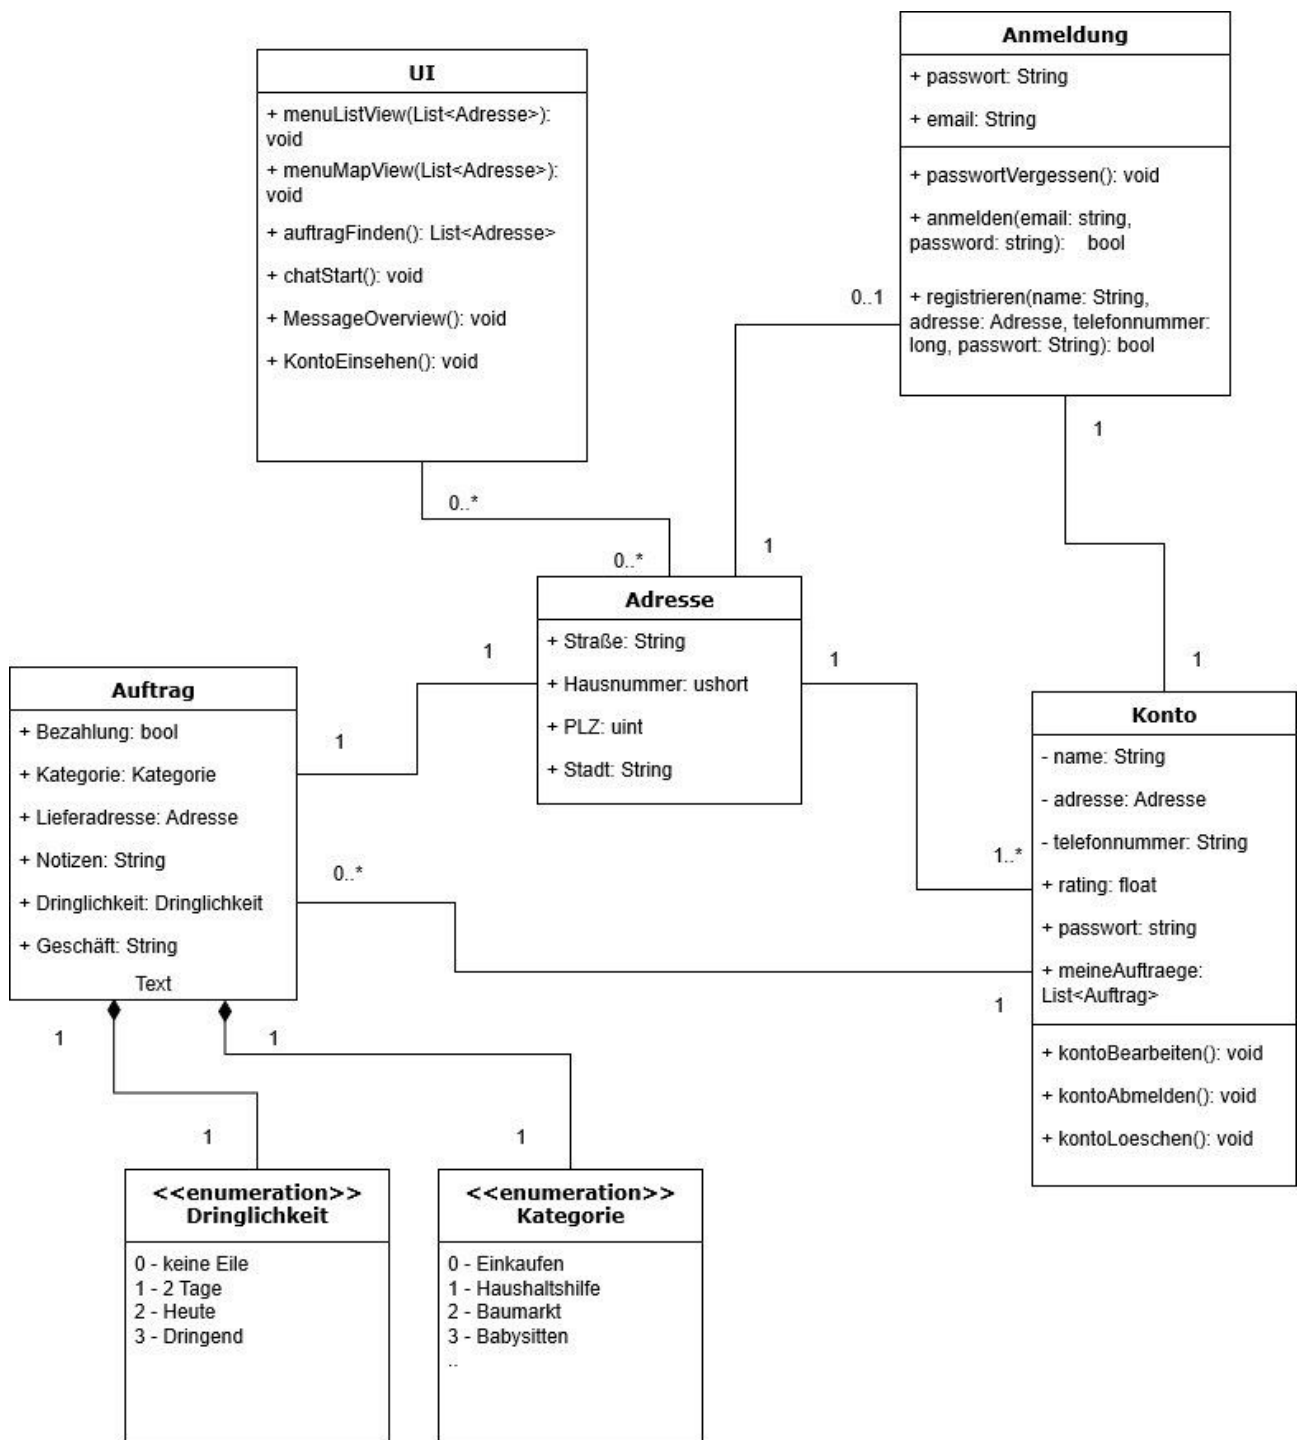 UI
+ menuListView(List<Adresse>):
void
+ menuMapView(List<Adresse>):
void
+ auftragFinden(): List<Adresse>
+ chatStart(): void
+ MessageOverview(): void
+ KontoEinsehen(): void
0..*
0..*
Anmeldung
+ passwort: String
+ email: String
+ passwortVergessen(): void
+ anmelden(email: string,
password: string): bool
+ registrieren(name: String,
adresse: Adresse, telefonnummer:
long, passwort: String): bool
0..1
1
1
1
Adresse
+ Straße: String
+ Hausnummer: ushort
+ PLZ: uint
+ Stadt: String
1
1
1
1..*
Auftrag
+ Bezahlung: bool
+ Kategorie: Kategorie
+ Lieferadresse: Adresse
+ Notizen: String
+ Dringlichkeit: Dringlichkeit
+ Geschäft: String
Text
0..*
1
Konto
- name: String
- adresse: Adresse
- telefonnummer: String
+ rating: float
+ passwort: string
+ meineAuftraege:
List<Auftrag>
+ kontoBearbeiten(): void
+ kontoAbmelden(): void
+ kontoLoeschen(): void
1
1
1
1
<<enumeration>>
Dringlichkeit
0 - keine Eile
1 - 2 Tage
2 - Heute
3 - Dringend
<<enumeration>>
Kategorie
0 - Einkaufen
1 - Haushaltshilfe
2 - Baumarkt
3 - Babysitten
..